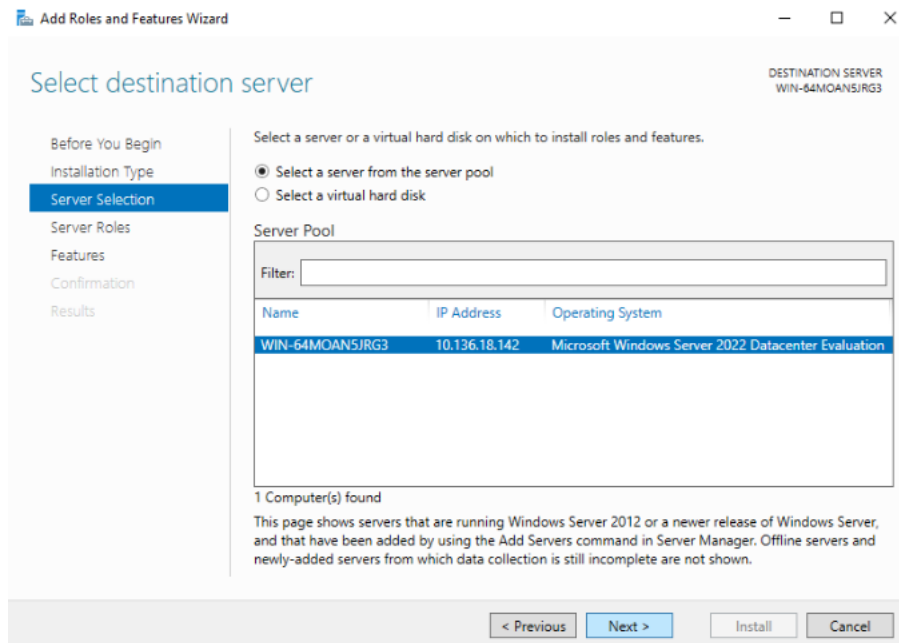 Add Roles and Features Wizard
Select destination server
DESTINATION SERVER
WIN-64MOAN5JRG3
Before You Begin
Installation Type
Server Selection
Server Roles
Features
Confirmation
Results
Select a server or a virtual hard disk on which to install roles and features.
Select a server from the server pool
Select a virtual hard disk
Server Pool
Filter:
Name IP Address Operating System
WIN-64MOAN5JRG3 10.136.18.142 Microsoft Windows Server 2022 Datacenter Evaluation
1 Computer(s) found
This page shows servers that are running Windows Server 2012 or a newer release of Windows Server,
and that have been added by using the Add Servers command in Server Manager. Offline servers and
newly-added servers from which data collection is still incomplete are not shown.
< Previous Next > Install Cancel